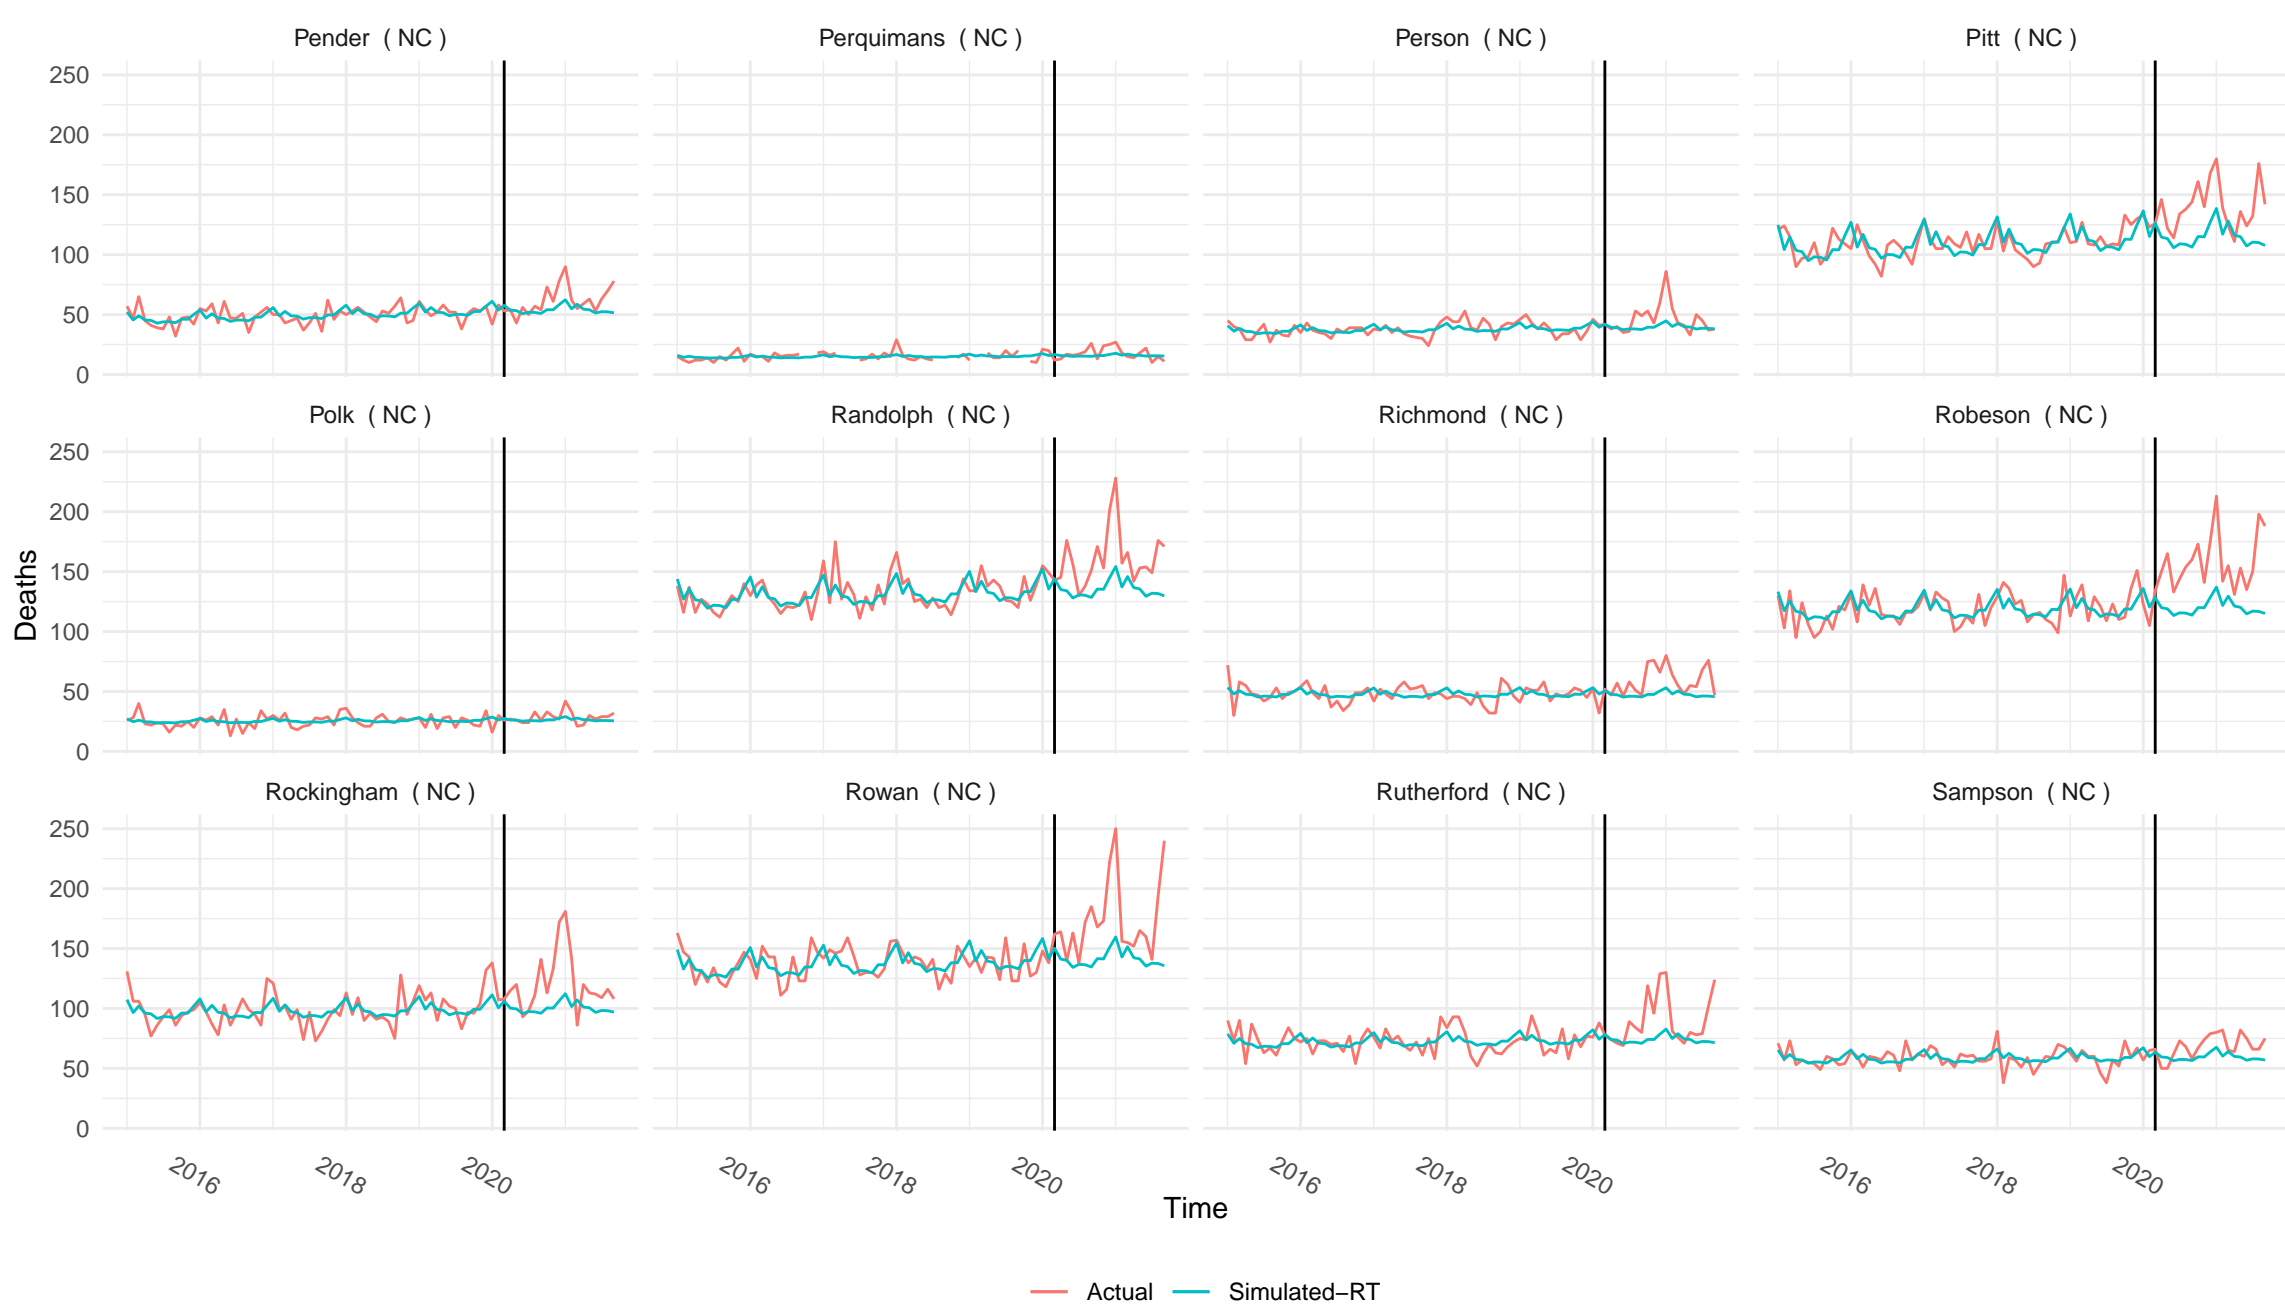 Pender ( NC )
Perquimans ( NC )
Person ( NC )
Pitt ( NC )
250
200
150
100
50
0
Polk ( NC )
Randolph ( NC )
Richmond ( NC )
Robeson ( NC )
250
200
150
100
50
0
Deaths
Rockingham ( NC )
Rowan ( NC )
Rutherford ( NC )
Sampson ( NC )
250
200
150
100
50
0
2016 2018 2020
2016 2018 2020
2016 2018 2020
2016 2018 2020
Time
Actual Simulated−RT